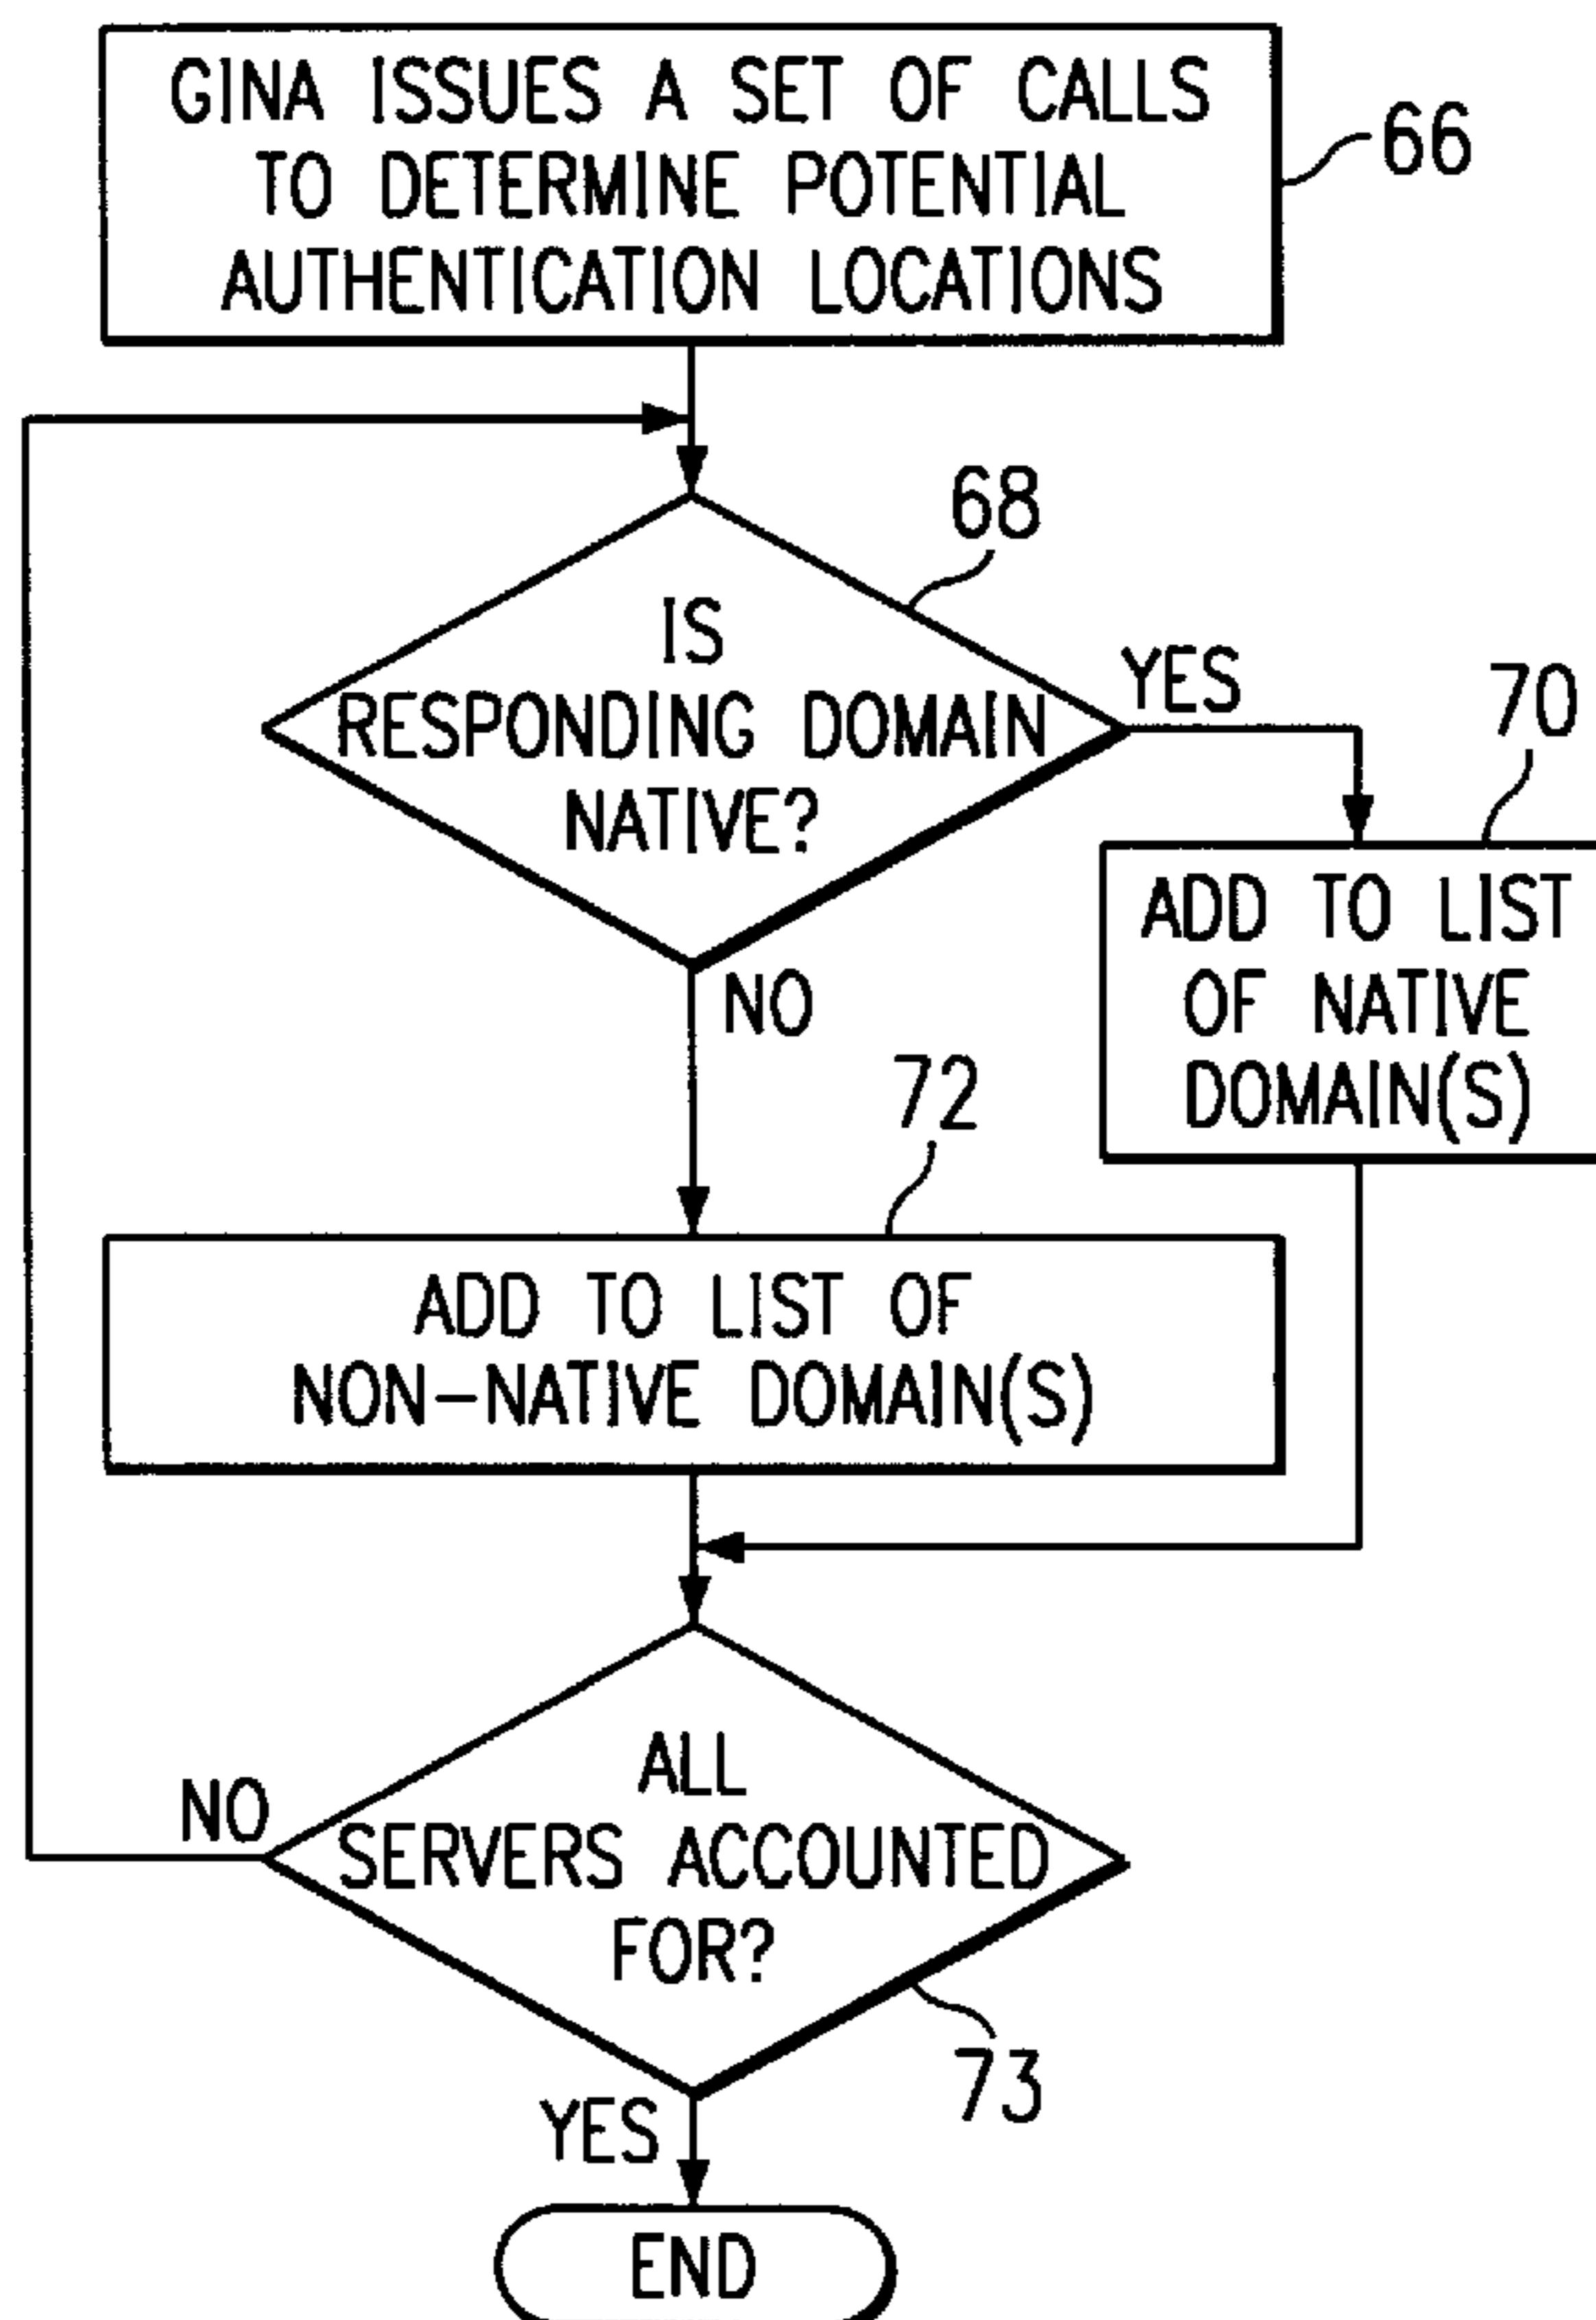 GINA ISSUES A SET OF CALLS
TO DETERMINE POTENTIAL
AUTHENTICATION LOCATIONS
66
68
IS
RESPONDING DOMAIN
NATIVE?
YES
70
ADD TO LIST
OF NATIVE
DOMAIN(S)
NO
72
ADD TO LIST OF
NON-NATIVE DOMAIN(S)
ALL
SERVERS ACCOUNTED
FOR?
NO
73
YES
END